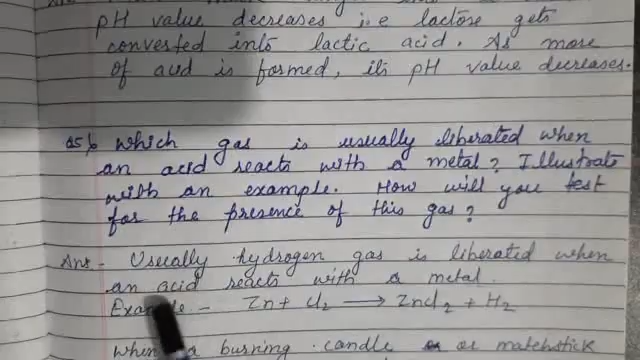 pH value decreases i.e lactose gets
converted into lactic acid. As more
of acid is formed, its pH value decreases.
Which gas is usually liberated when
an acid reacts with a metal? Illustrate
with an example. How will you test
for the presence of this gas?
Ans - Usually hydrogen gas is liberated when
an acid reacts with a metal.
Example - Zn + Cl2 → ZnCl2 + H2
When a burning candle or matchstick